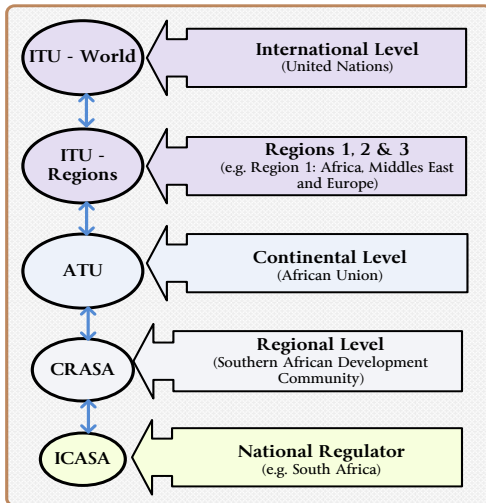 ITU - World
International Level
(United Nations)
ITU -
Regions
Regions 1, 2 & 3
(e.g. Region 1: Africa, Middle East
and Europe)
ATU
Continental Level
(African Union)
CRASA
Regional Level
(Southern African Development
Community)
ICASA
National Regulator
(e.g. South Africa)